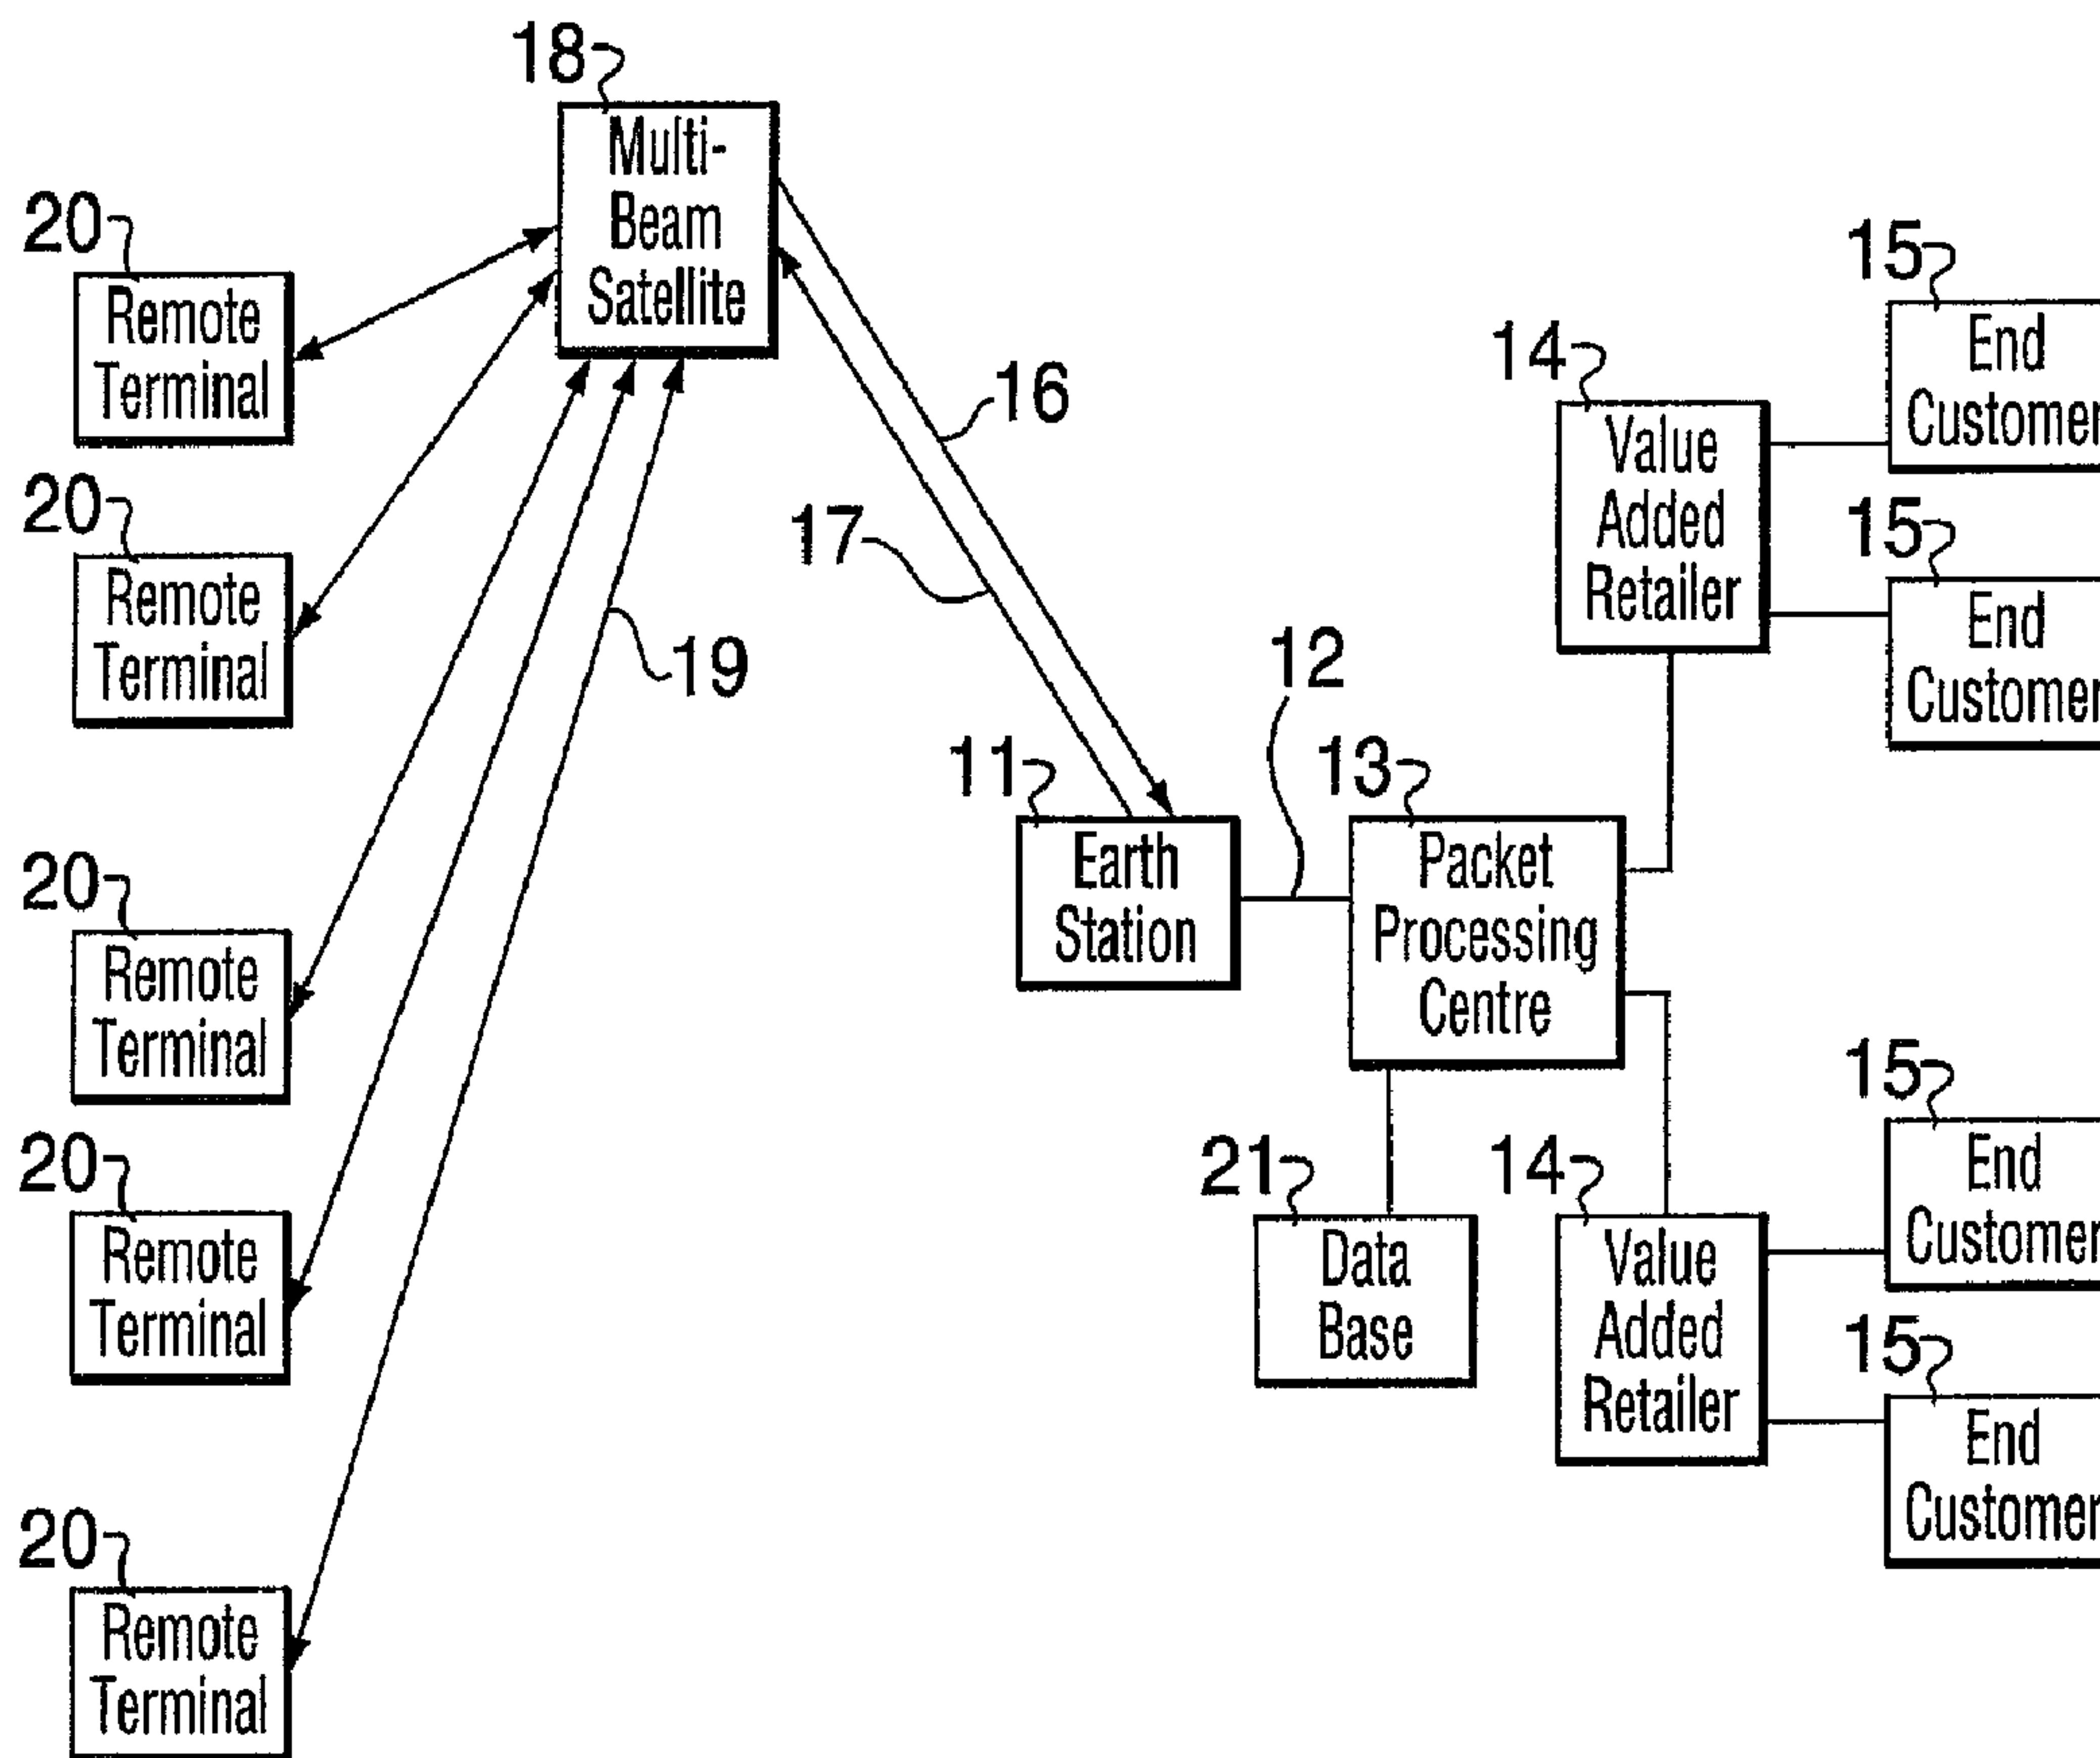 18
Multi-
Beam
Satellite
20
Remote
Terminal
20
Remote
Terminal
20
Remote
Terminal
20
Remote
Terminal
20
Remote
Terminal
16
17
19
12
11
Earth
Station
13
Packet
Processing
Centre
21
Data
Base
14
Value
Added
Retailer
15
End
Customer
15
End
Customer
14
Value
Added
Retailer
15
End
Customer
15
End
Customer